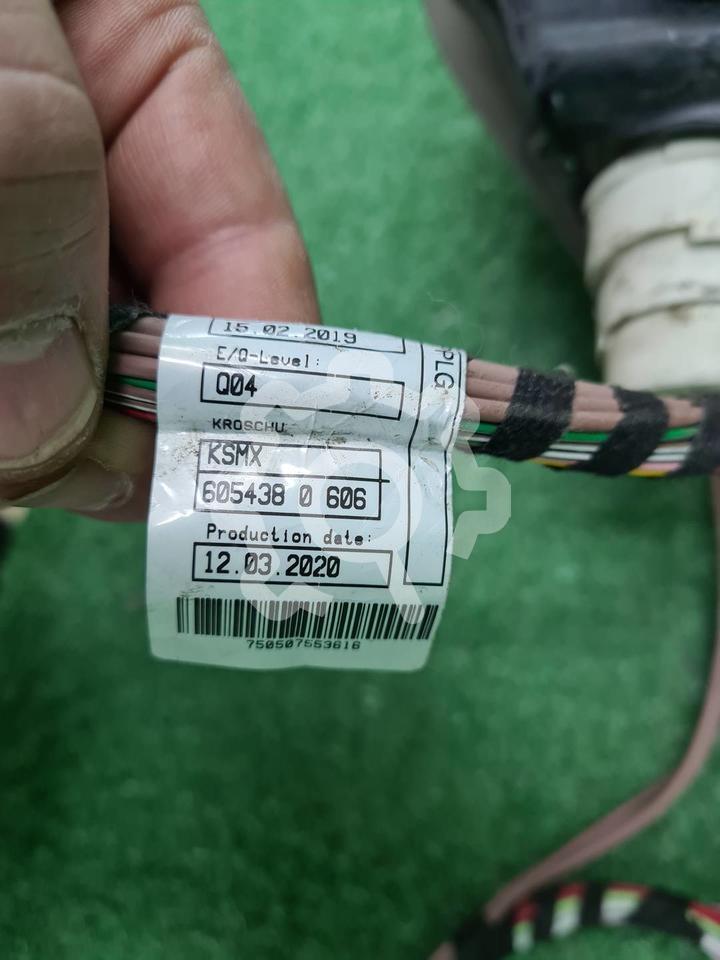 15.02.2019
E/Q-Level:
Q04
KROSCHU
KSMX
605438 0 606
Production date:
12.03.2020
750507553616
PLG